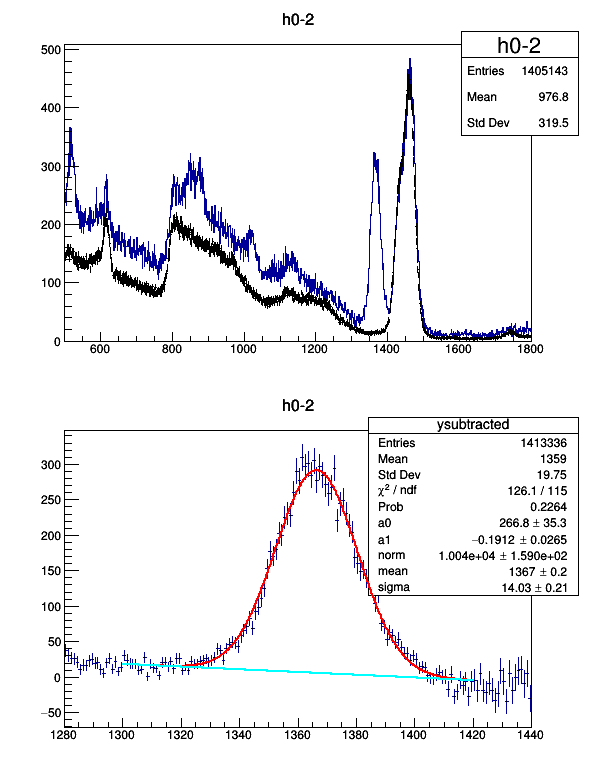 h0-2
h0-2
Entries 1405143
Mean 976.8
Std Dev 319.5
500
400
300
200
100
0
600 800 1000 1200 1400 1600 1800
h0-2
ysubtracted
Entries 1413336
Mean 1359
Std Dev 19.75
χ² / ndf 126.1 / 115
Prob 0.2264
a0 266.8 ± 35.3
a1 −0.1912 ± 0.0265
norm 1.004e+04 ± 1.590e+02
mean 1367 ± 0.2
sigma 14.03 ± 0.21
300
250
200
150
100
50
0
−50
1280 1300 1320 1340 1360 1380 1400 1420 1440